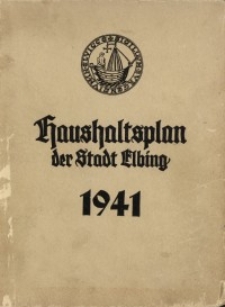 Haushaltsplan
der Stadt Elbing
1941